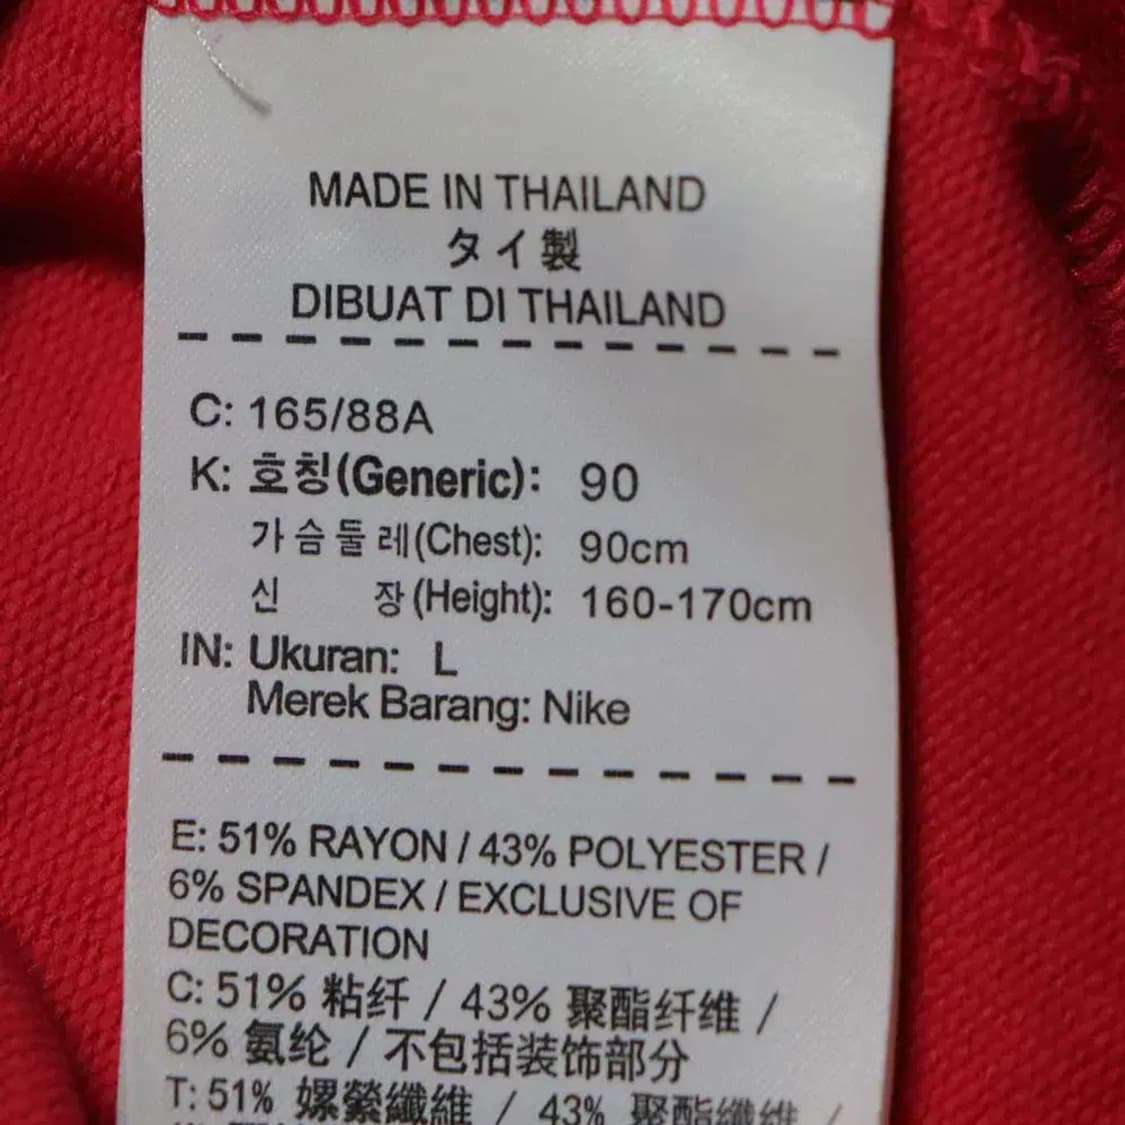 MADE IN THAILAND
タイ製
DIBUAT DI THAILAND
C: 165/88A
K: 호칭(Generic): 90
가슴둘레(Chest): 90cm
신 장(Height): 160-170cm
IN: Ukuran: L
Merek Barang: Nike
E: 51% RAYON / 43% POLYESTER /
6% SPANDEX / EXCLUSIVE OF
DECORATION
C: 51% 粘纤 / 43% 聚酯纤维 /
6% 氨纶 / 不包括装饰部分
T: 51% 嫘縈纖維 / 43% 聚酯纖維 /